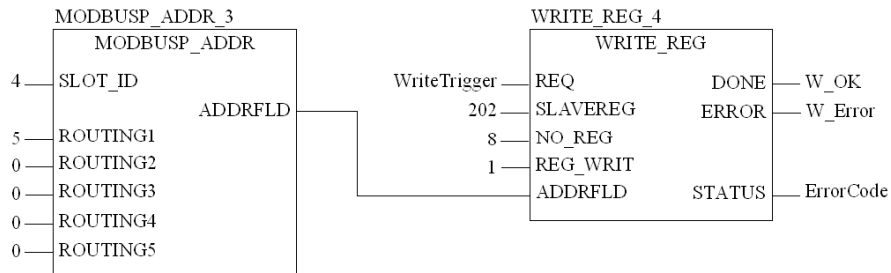 MODBUSP_ADDR_3
MODBUSP_ADDR
4 SLOT_ID
ADDRFLD
5 ROUTING1
0 ROUTING2
0 ROUTING3
0 ROUTING4
0 ROUTING5
WRITE_REG_4
WRITE_REG
WriteTrigger REQ DONE W_OK
202 SLAVEREG ERROR W_Error
8 NO_REG
1 REG_WRIT
ADDRFLD STATUS ErrorCode